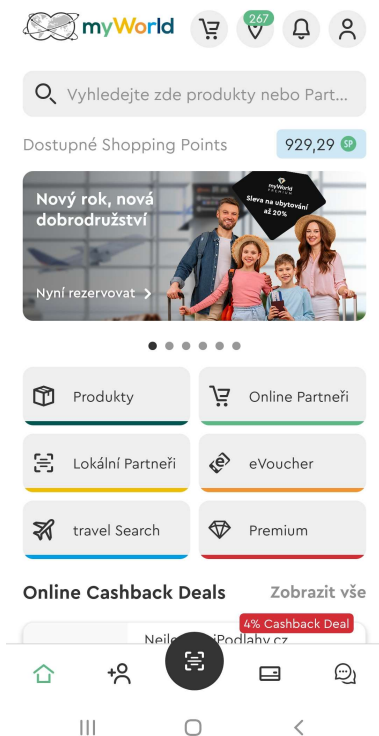 myWorld
267
Vyhledejte zde produkty nebo Part...
Dostupné Shopping Points
929,29 SP
myWorld
PREMIUM
Sleva na ubytování
až 20%
Nový rok, nová
dobrodružství
Nyní rezervovat
Produkty
Online Partneři
Lokální Partneři
eVoucher
travel Search
Premium
Online Cashback Deals
Zobrazit vše
4% Cashback Deal